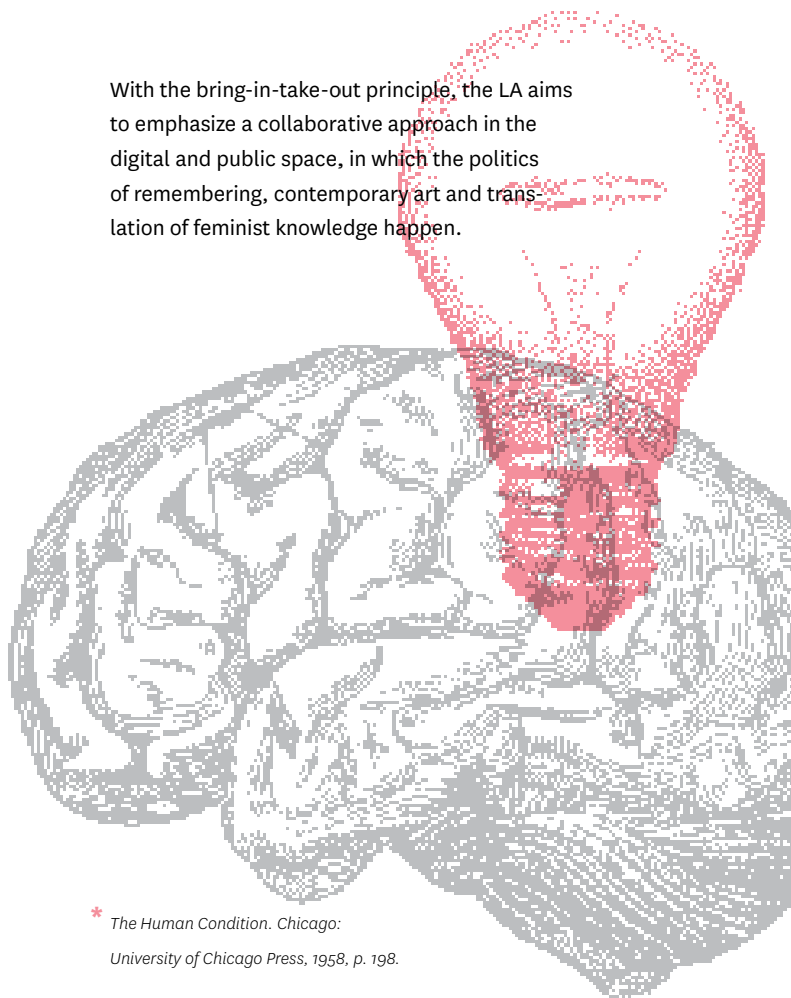 With the bring-in-take-out principle, the LA aims
to emphasize a collaborative approach in the
digital and public space, in which the politics
of remembering, contemporary art and trans-
lation of feminist knowledge happen.
* The Human Condition. Chicago:
University of Chicago Press, 1958, p. 198.